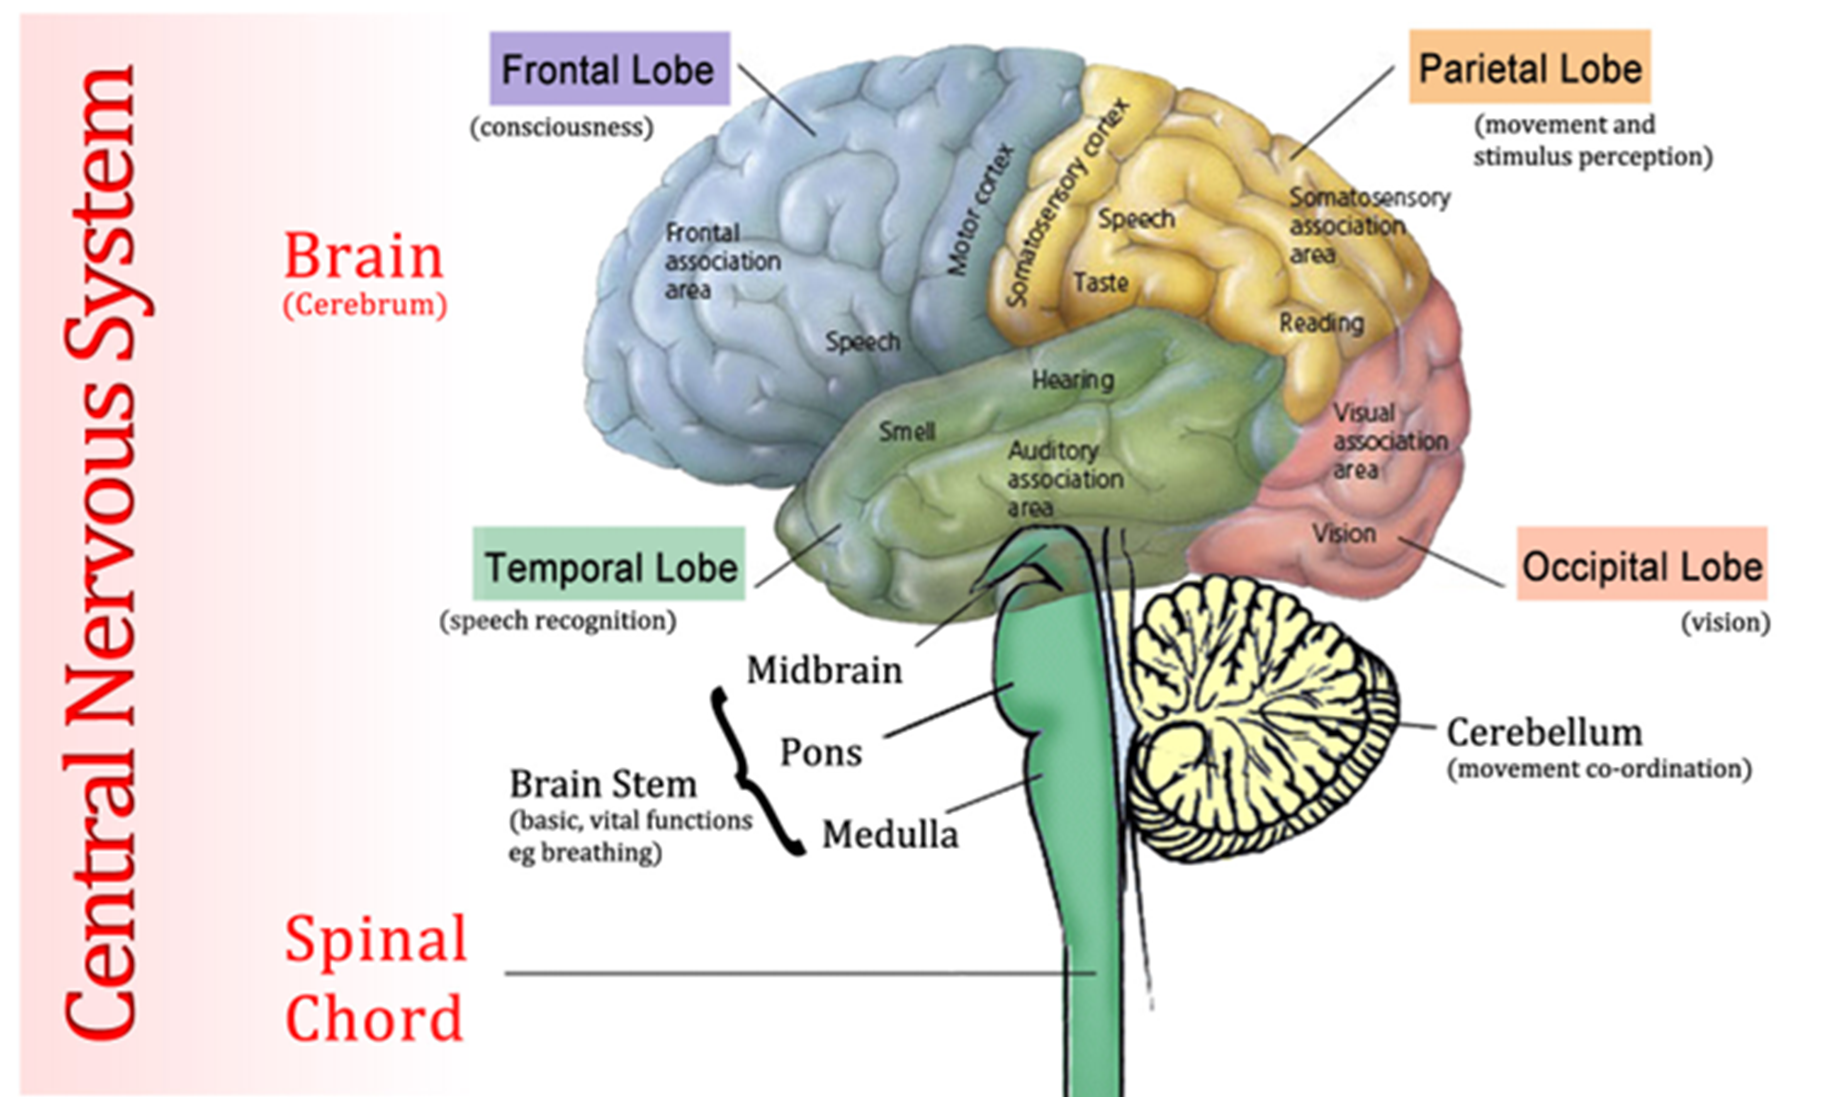 Central Nervous System
Brain
(Cerebrum)
Frontal Lobe
(consciousness)
Parietal Lobe
(movement and
stimulus perception)
Frontal
association
area
Motor cortex
Somatosensory cortex
Speech
Speech
Taste
Somatosensory
association
area
Reading
Hearing
Smell
Auditory
association
area
Visual
association
area
Vision
Temporal Lobe
(speech recognition)
Occipital Lobe
(vision)
Midbrain
Pons
Medulla
Brain Stem
(basic, vital functions
eg breathing)
Cerebellum
(movement co-ordination)
Spinal
Chord